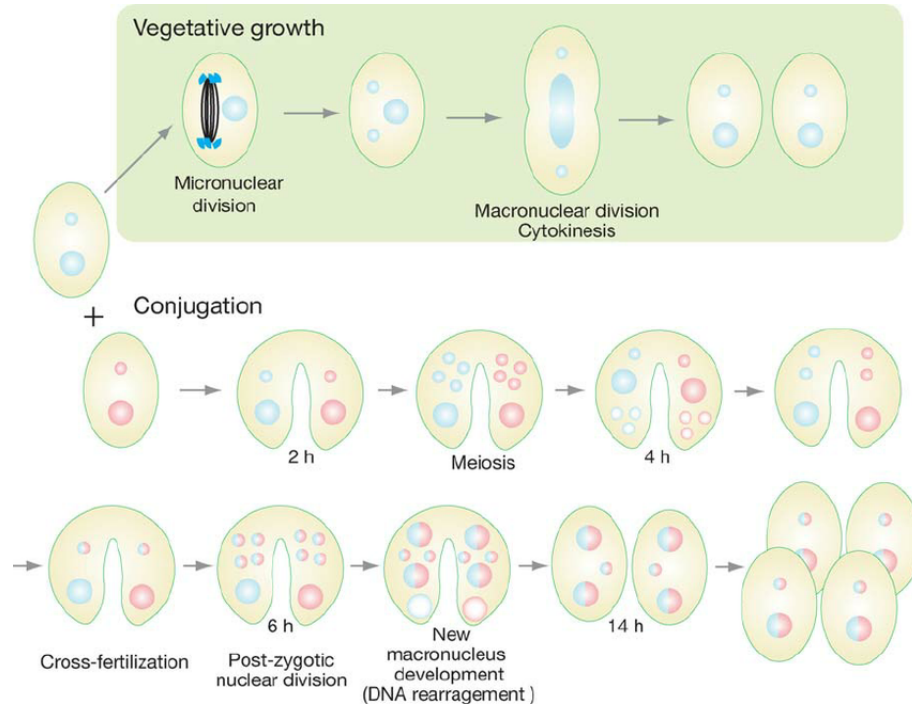 Vegetative growth
Micronuclear
division
Macronuclear division
Cytokinesis
+
Conjugation
2 h
Meiosis
4 h
Cross-fertilization
6 h
Post-zygotic
nuclear division
New
macronucleus
development
(DNA rearragement )
14 h